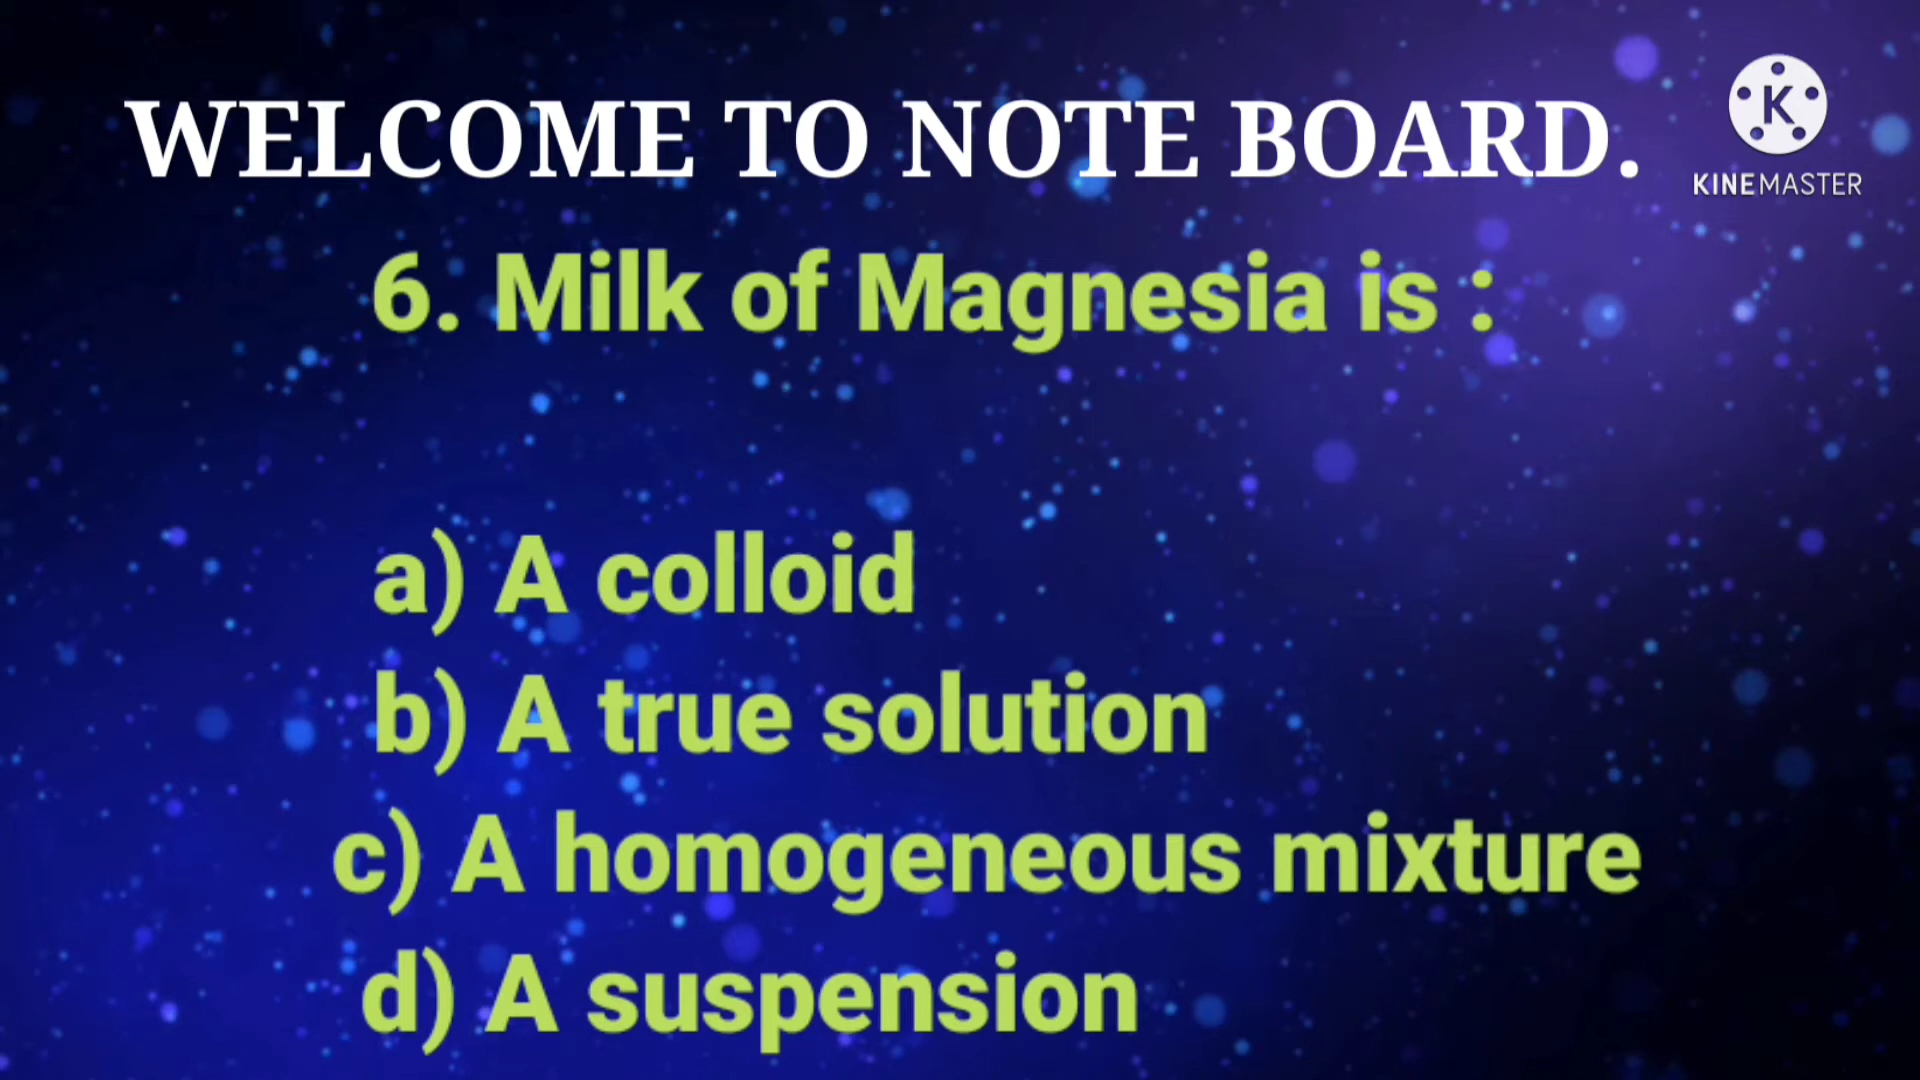 WELCOME TO NOTE BOARD.
K
KINEMASTER
6. Milk of Magnesia is :
a) A colloid
b) A true solution
c) A homogeneous mixture
d) A suspension